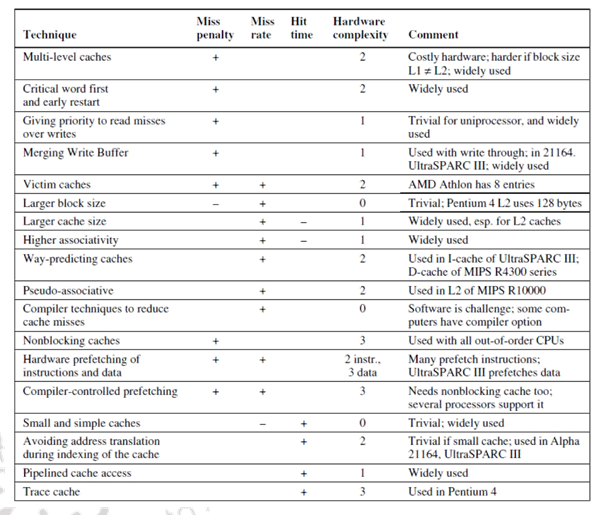 Technique Miss penalty Miss rate Hit time Hardware complexity Comment
Multi-level caches + 2 Costly hardware; harder if block size
L1 ≠ L2; widely used
Critical word first + 2 Widely used
and early restart
Giving priority to read misses + 1 Trivial for uniprocessor, and widely
over writes used
Merging Write Buffer + 1 Used with write through; in 21164.
UltraSPARC III; widely used
Victim caches + + 2 AMD Athlon has 8 entries
Larger block size – + 0 Trivial; Pentium 4 L2 uses 128 bytes
Larger cache size + – 1 Widely used, esp. for L2 caches
Higher associativity + – 1 Widely used
Way-predicting caches + 2 Used in I-cache of UltraSPARC III;
D-cache of MIPS R4300 series
Pseudo-associative + 2 Used in L2 of MIPS R10000
Compiler techniques to reduce + 0 Software is challenge; some com-
cache misses puters have compiler option
Nonblocking caches + 3 Used with all out-of-order CPUs
Hardware prefetching of + + 2 instr., Many prefetch instructions;
instructions and data 3 data UltraSPARC III prefetches data
Compiler-controlled prefetching + + 3 Needs nonblocking cache too;
several processors support it
Small and simple caches – + 0 Trivial; widely used
Avoiding address translation + 2 Trivial if small cache; used in Alpha
during indexing of the cache 21164, UltraSPARC III
Pipelined cache access + 1 Widely used
Trace cache + 3 Used in Pentium 4